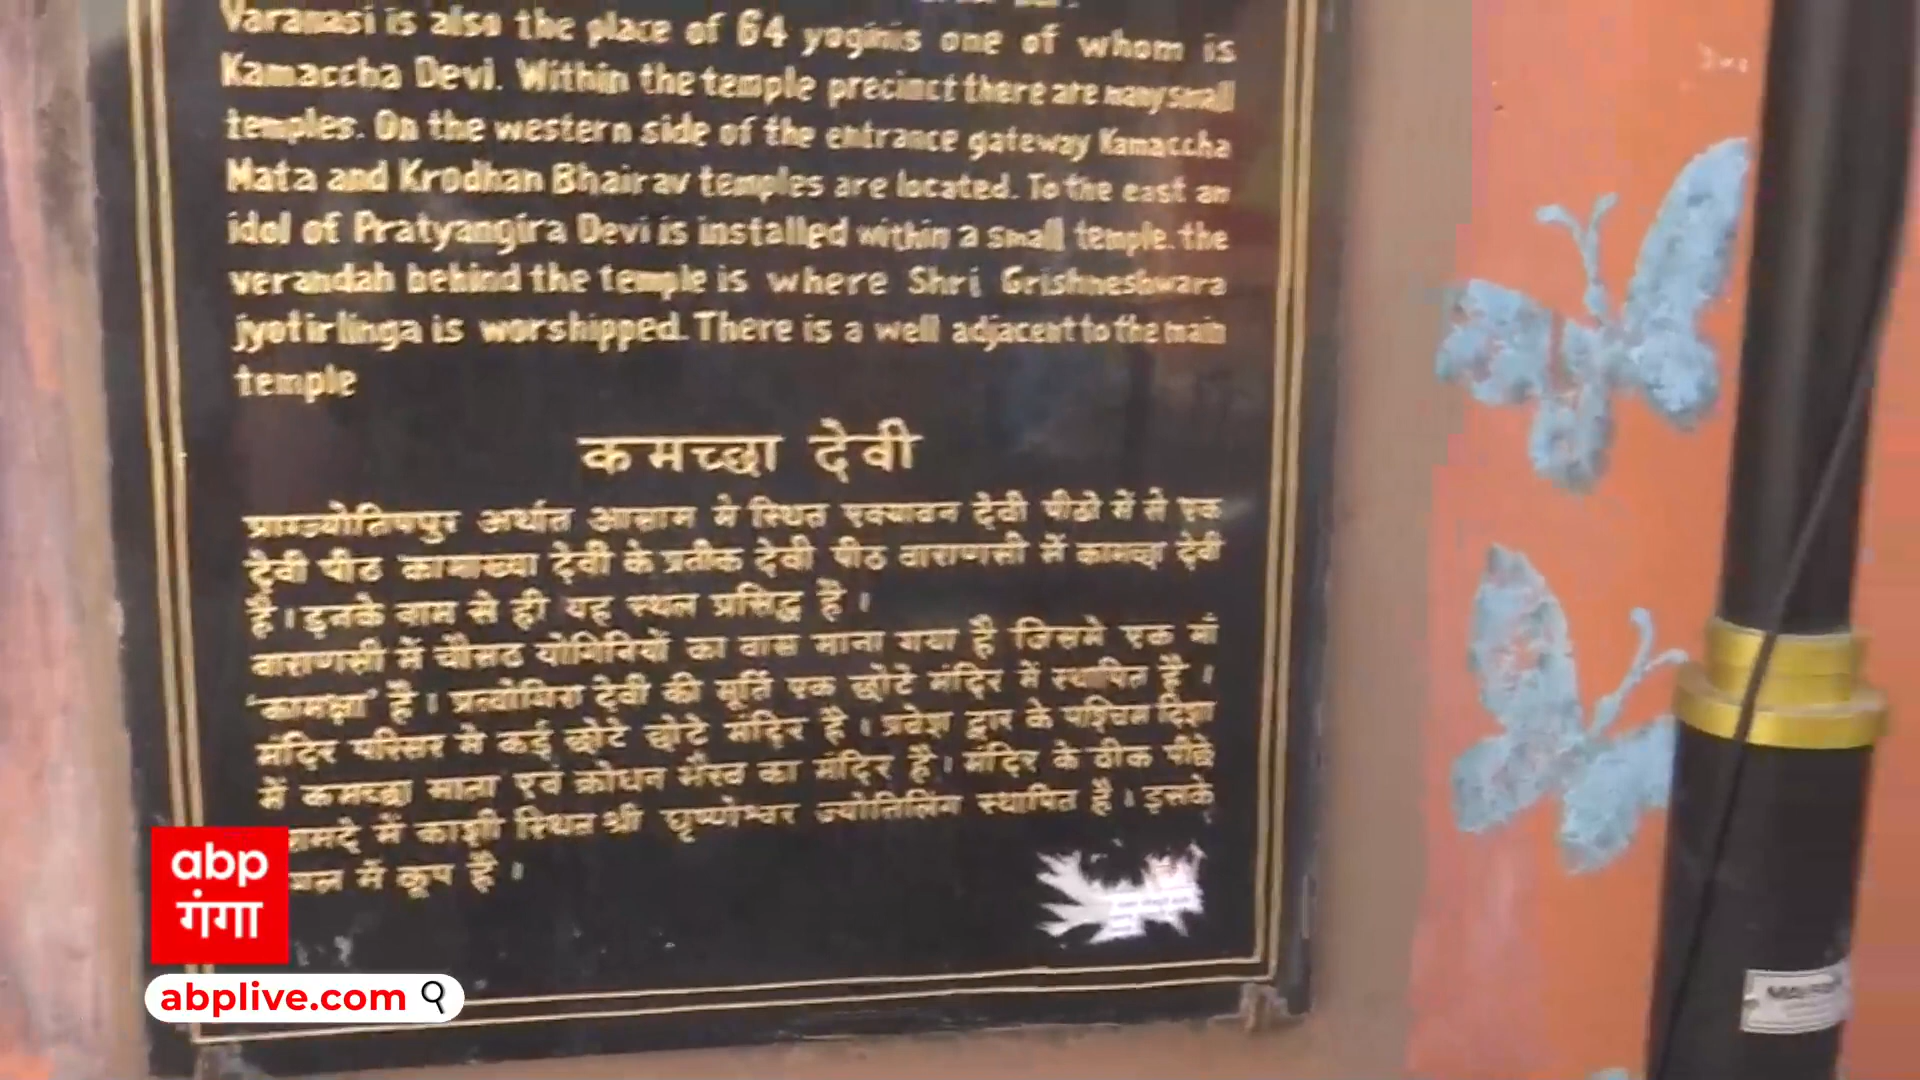 Varanasi is also the place of 64 yoginis one of whom is
Kamaccha Devi. Within the temple precinct there are many small
temples. On the western side of the entrance gateway Kamaccha
Mata and Krodhan Bhairav temples are located. To the east an
idol of Pratyangira Devi is installed within a small temple. the
verandah behind the temple is where Shri Grishneshwara
jyotirlinga is worshipped. There is a well adjacent to the main
temple
कमच्छा देवी
प्राग्ज्योतिषपुर अर्थात आसाम मे स्थित एक्यावन देवी पीठो में से एक
देवी पीठ कामाख्या देवी के प्रतीक देवी पीठ वाराणसी में कामच्छा देवी
है। इनके नाम से ही यह स्थल प्रसिद्ध है।
वाराणसी में चौसठ योगिनियों का वास माना गया है जिसमे एक माँ
'कामक्षा' है। देवी की मूर्ति एक छोटे मंदिर में स्थापित है।
मंदिर परिसर मे कई छोटे छोटे मंदिर है। प्रवेश द्वार के पश्चिम दिशा
में कमच्छा माता एवं क्रोधन भैरव का मंदिर है। मंदिर के ठीक पीछे
में काशी स्थित श्री घृष्णेश्वर ज्योतिर्लिंग स्थापित है। इसके
में कूप है।
abp
गंगा
abplive.com